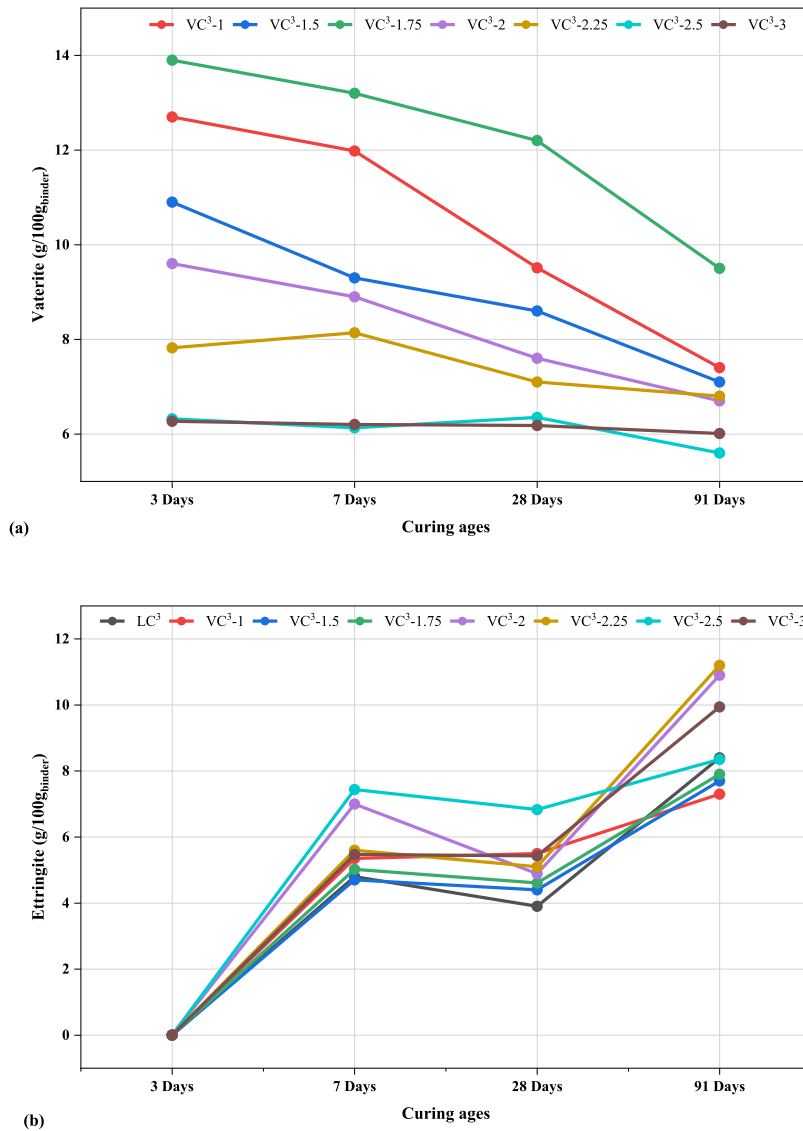 VC³-1 VC³-1.5 VC³-1.75 VC³-2 VC³-2.25 VC³-2.5 VC³-3
14
12
10
8
6
Vaterite (g/100g_binder)
3 Days 7 Days 28 Days 91 Days
Curing ages
(a)
LC³ VC³-1 VC³-1.5 VC³-1.75 VC³-2 VC³-2.25 VC³-2.5 VC³-3
12
10
8
6
4
2
0
Ettringite (g/100g_binder)
3 Days 7 Days 28 Days 91 Days
Curing ages
(b)